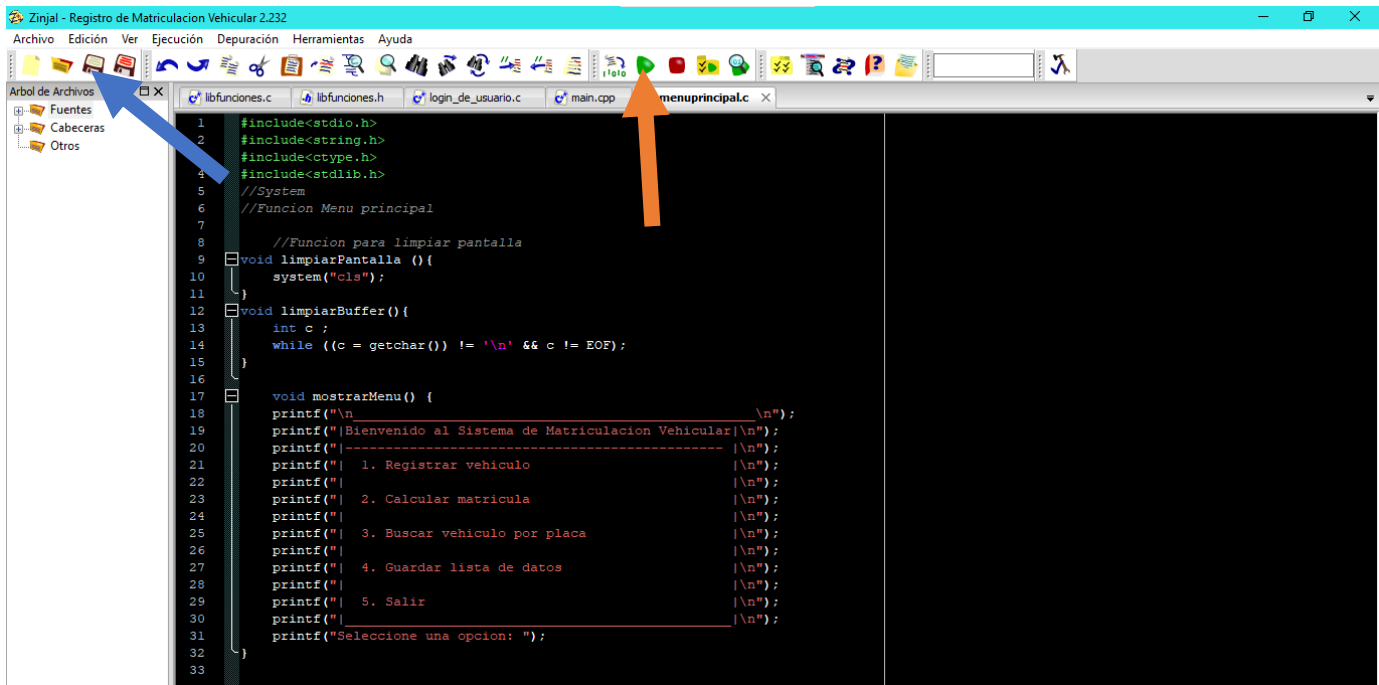 Zinjal - Registro de Matriculacion Vehicular 2.232
Archivo Edición Ver Ejecución Depuración Herramientas Ayuda
Arbol de Archivos
Fuentes
Cabeceras
Otros
libfunciones.c libfunciones.h login_de_usuario.c main.cpp menuprincipal.c
1 #include<stdio.h>
2 #include<string.h>
#include<ctype.h>
4 #include<stdlib.h>
5 //System
6 //Funcion Menu principal
7
8 //Funcion para limpiar pantalla
9 void limpiarPantalla (){
10 system("cls");
11 }
12 void limpiarBuffer(){
13 int c ;
14 while ((c = getchar()) != '\n' && c != EOF);
15 }
16
17 void mostrarMenu() {
18 printf("\n__________________________________________________\n");
19 printf("|Bienvenido al Sistema de Matriculacion Vehicular|\n");
20 printf("|----------------------------------------------- |\n");
21 printf("|  1. Registrar vehiculo                         |\n");
22 printf("|                                                |\n");
23 printf("|  2. Calcular matricula                         |\n");
24 printf("|                                                |\n");
25 printf("|  3. Buscar vehiculo por placa                  |\n");
26 printf("|                                                |\n");
27 printf("|  4. Guardar lista de datos                     |\n");
28 printf("|                                                |\n");
29 printf("|  5. Salir                                      |\n");
30 printf("|________________________________________________|\n");
31 printf("Seleccione una opcion: ");
32 }
33